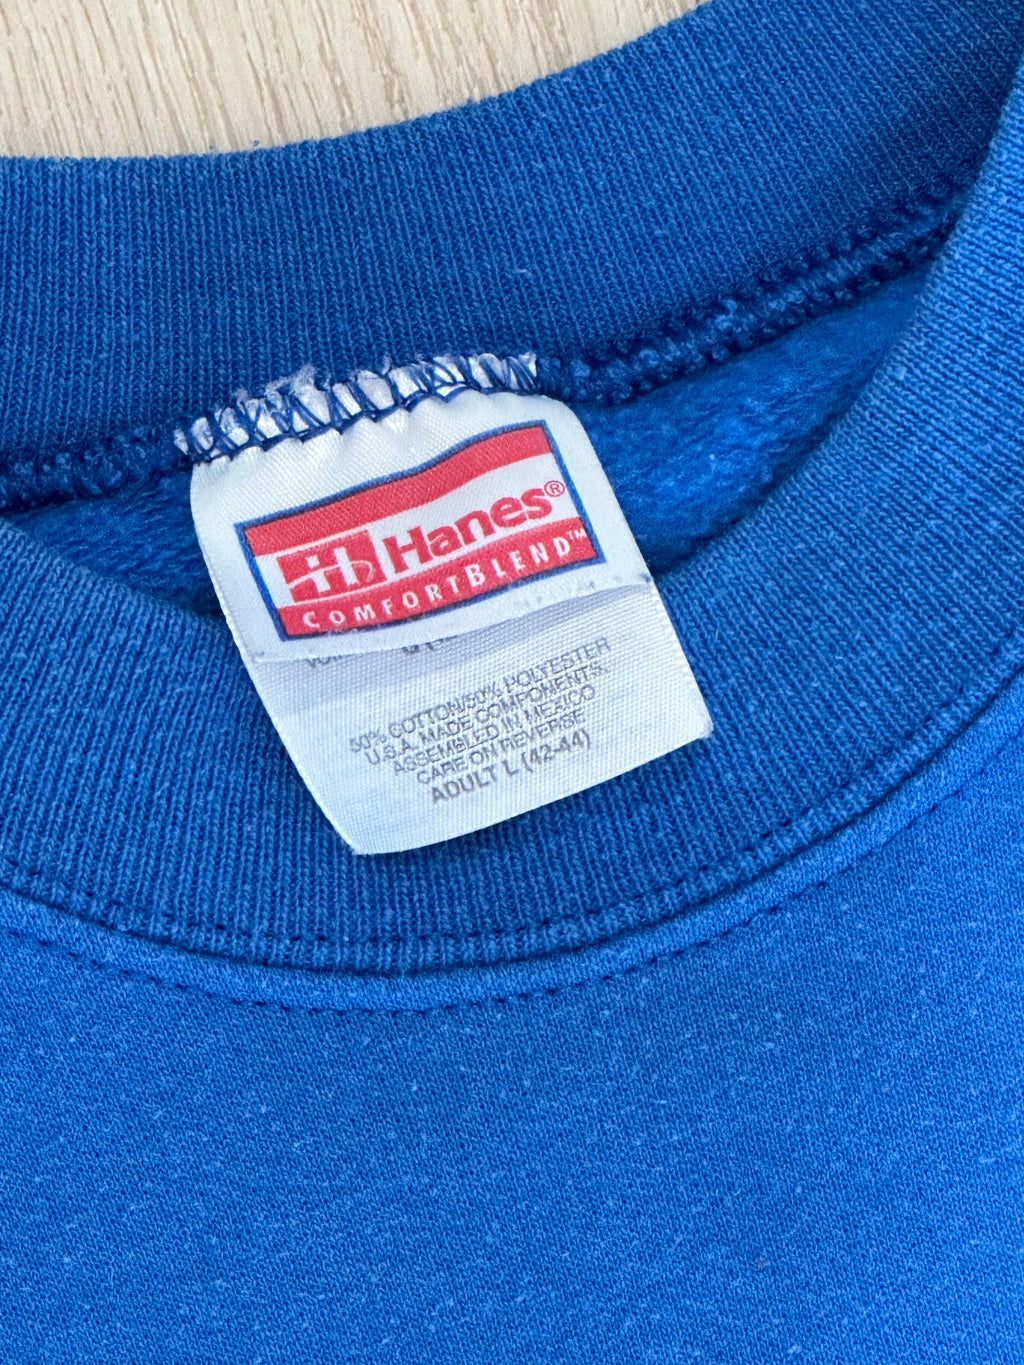 Hanes®
COMFORTBLEND™
50% COTTON/50% POLYESTER
U.S.A. MADE COMPONENTS.
ASSEMBLED IN MEXICO
CARE ON REVERSE
ADULT L (42-44)